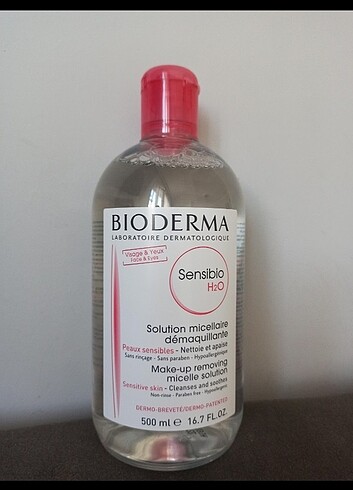 BIODERMA
LABORATOIRE DERMATOLOGIQUE
Visage & Yeux
Face & Eyes
Sensibio
H2O
Solution micellaire
démaquillante
Peaux sensibles - Nettoie et apaise
Sans rinçage - Sans paraben - Hypoallergénique
Make-up removing
micelle solution
Sensitive skin - Cleanses and soothes
Non rinse - Paraben free - Hypoallergenic
DERMO-BREVETÉ/DERMO-PATENTED
500 ml e 16.7 FL.OZ.